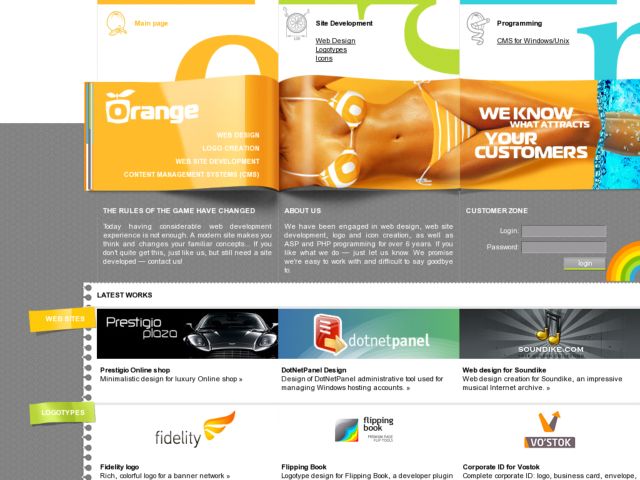 Main page
Site Development
Web Design
Logotypes
Icons
Programming
CMS for Windows/Unix
Orange
WEB DESIGN
LOGO CREATION
WEB SITE DEVELOPMENT
CONTENT MANAGEMENT SYSTEMS (CMS)
WE KNOW
WHAT ATTRACTS
YOUR
CUSTOMERS
THE RULES OF THE GAME HAVE CHANGED
Today having considerable web development
experience is not enough. A modern site makes you
think and changes your familiar concepts... If you
don't quite get this, just like us, but still need a site
developed — contact us!
ABOUT US
We have been engaged in web design, web site
development, logo and icon creation, as well as
ASP and PHP programming for over 6 years. If you
like what we do — just let us know. We promise
we're easy to work with and difficult to say goodbye
to.
CUSTOMER ZONE
Login:
Password:
login
LATEST WORKS
WEB SITES
Prestigio
plaza
Prestigio Online shop
Minimalistic design for luxury Online shop »
dotnetpanel
DotNetPanel Design
Design of DotNetPanel administrative tool used for
managing Windows hosting accounts. »
SOUNDIKE.COM
Web design for Soundike
Web design creation for Soundike, an impressive
musical Internet archive. »
LOGOTYPES
fidelity
Fidelity logo
Rich, colorful logo for a banner network »
flipping
book
PREMIUM PAGE
FLIP TOOLS
Flipping Book
Logotype design for Flipping Book, a developer plugin
VO'STOK
Corporate ID for Vostok
Complete corporate ID: logo, business card, envelope,